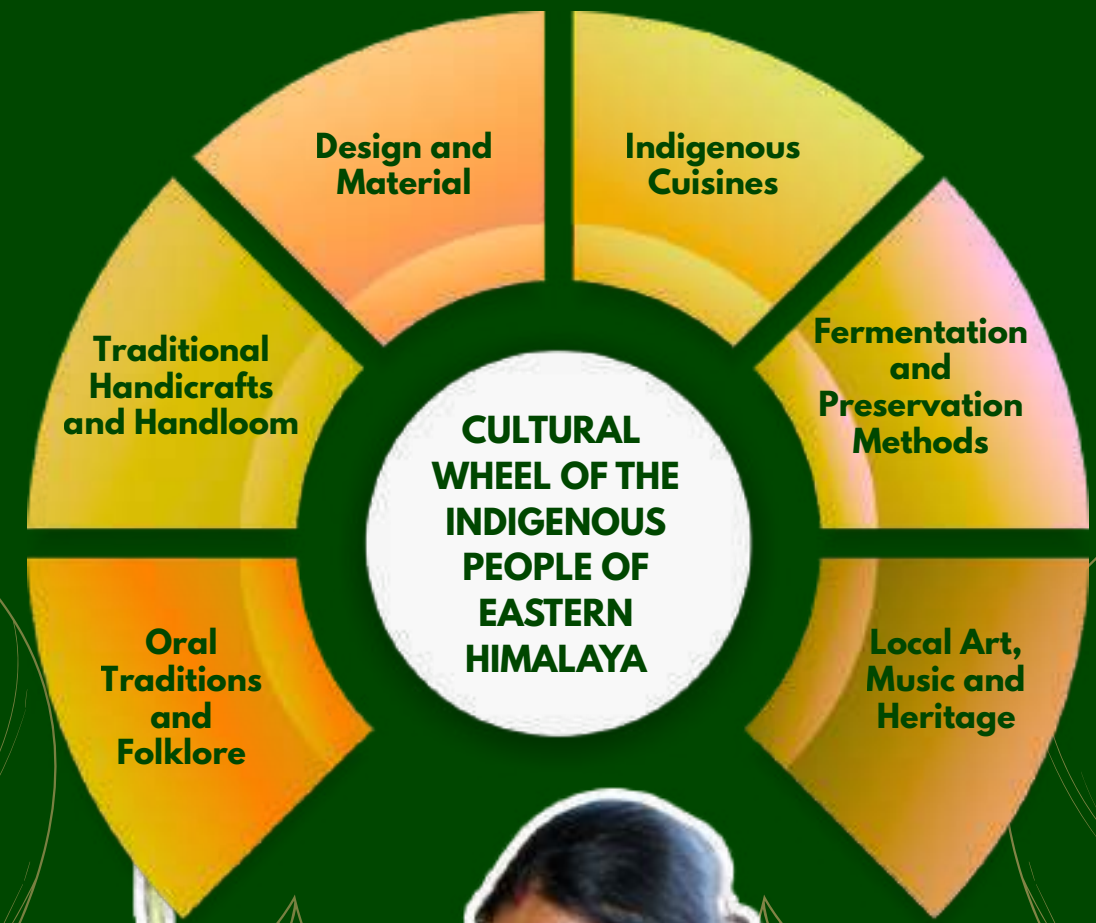 Design and
Material
Indigenous
Cuisines
Traditional
Handicrafts
and Handloom
Fermentation
and
Preservation
Methods
CULTURAL
WHEEL OF THE
INDIGENOUS
PEOPLE OF
EASTERN
HIMALAYA
Oral
Traditions
and
Folklore
Local Art,
Music and
Heritage